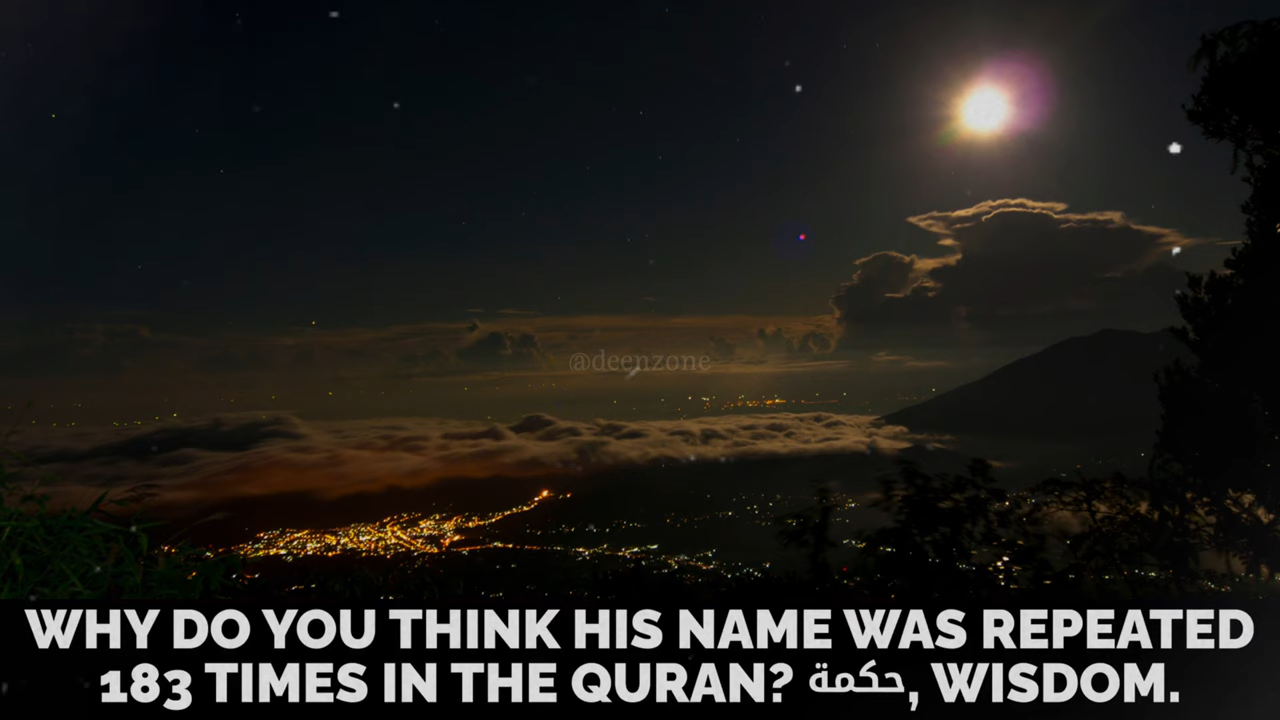 @deenzone
WHY DO YOU THINK HIS NAME WAS REPEATED
183 TIMES IN THE QURAN? حكمة, WISDOM.